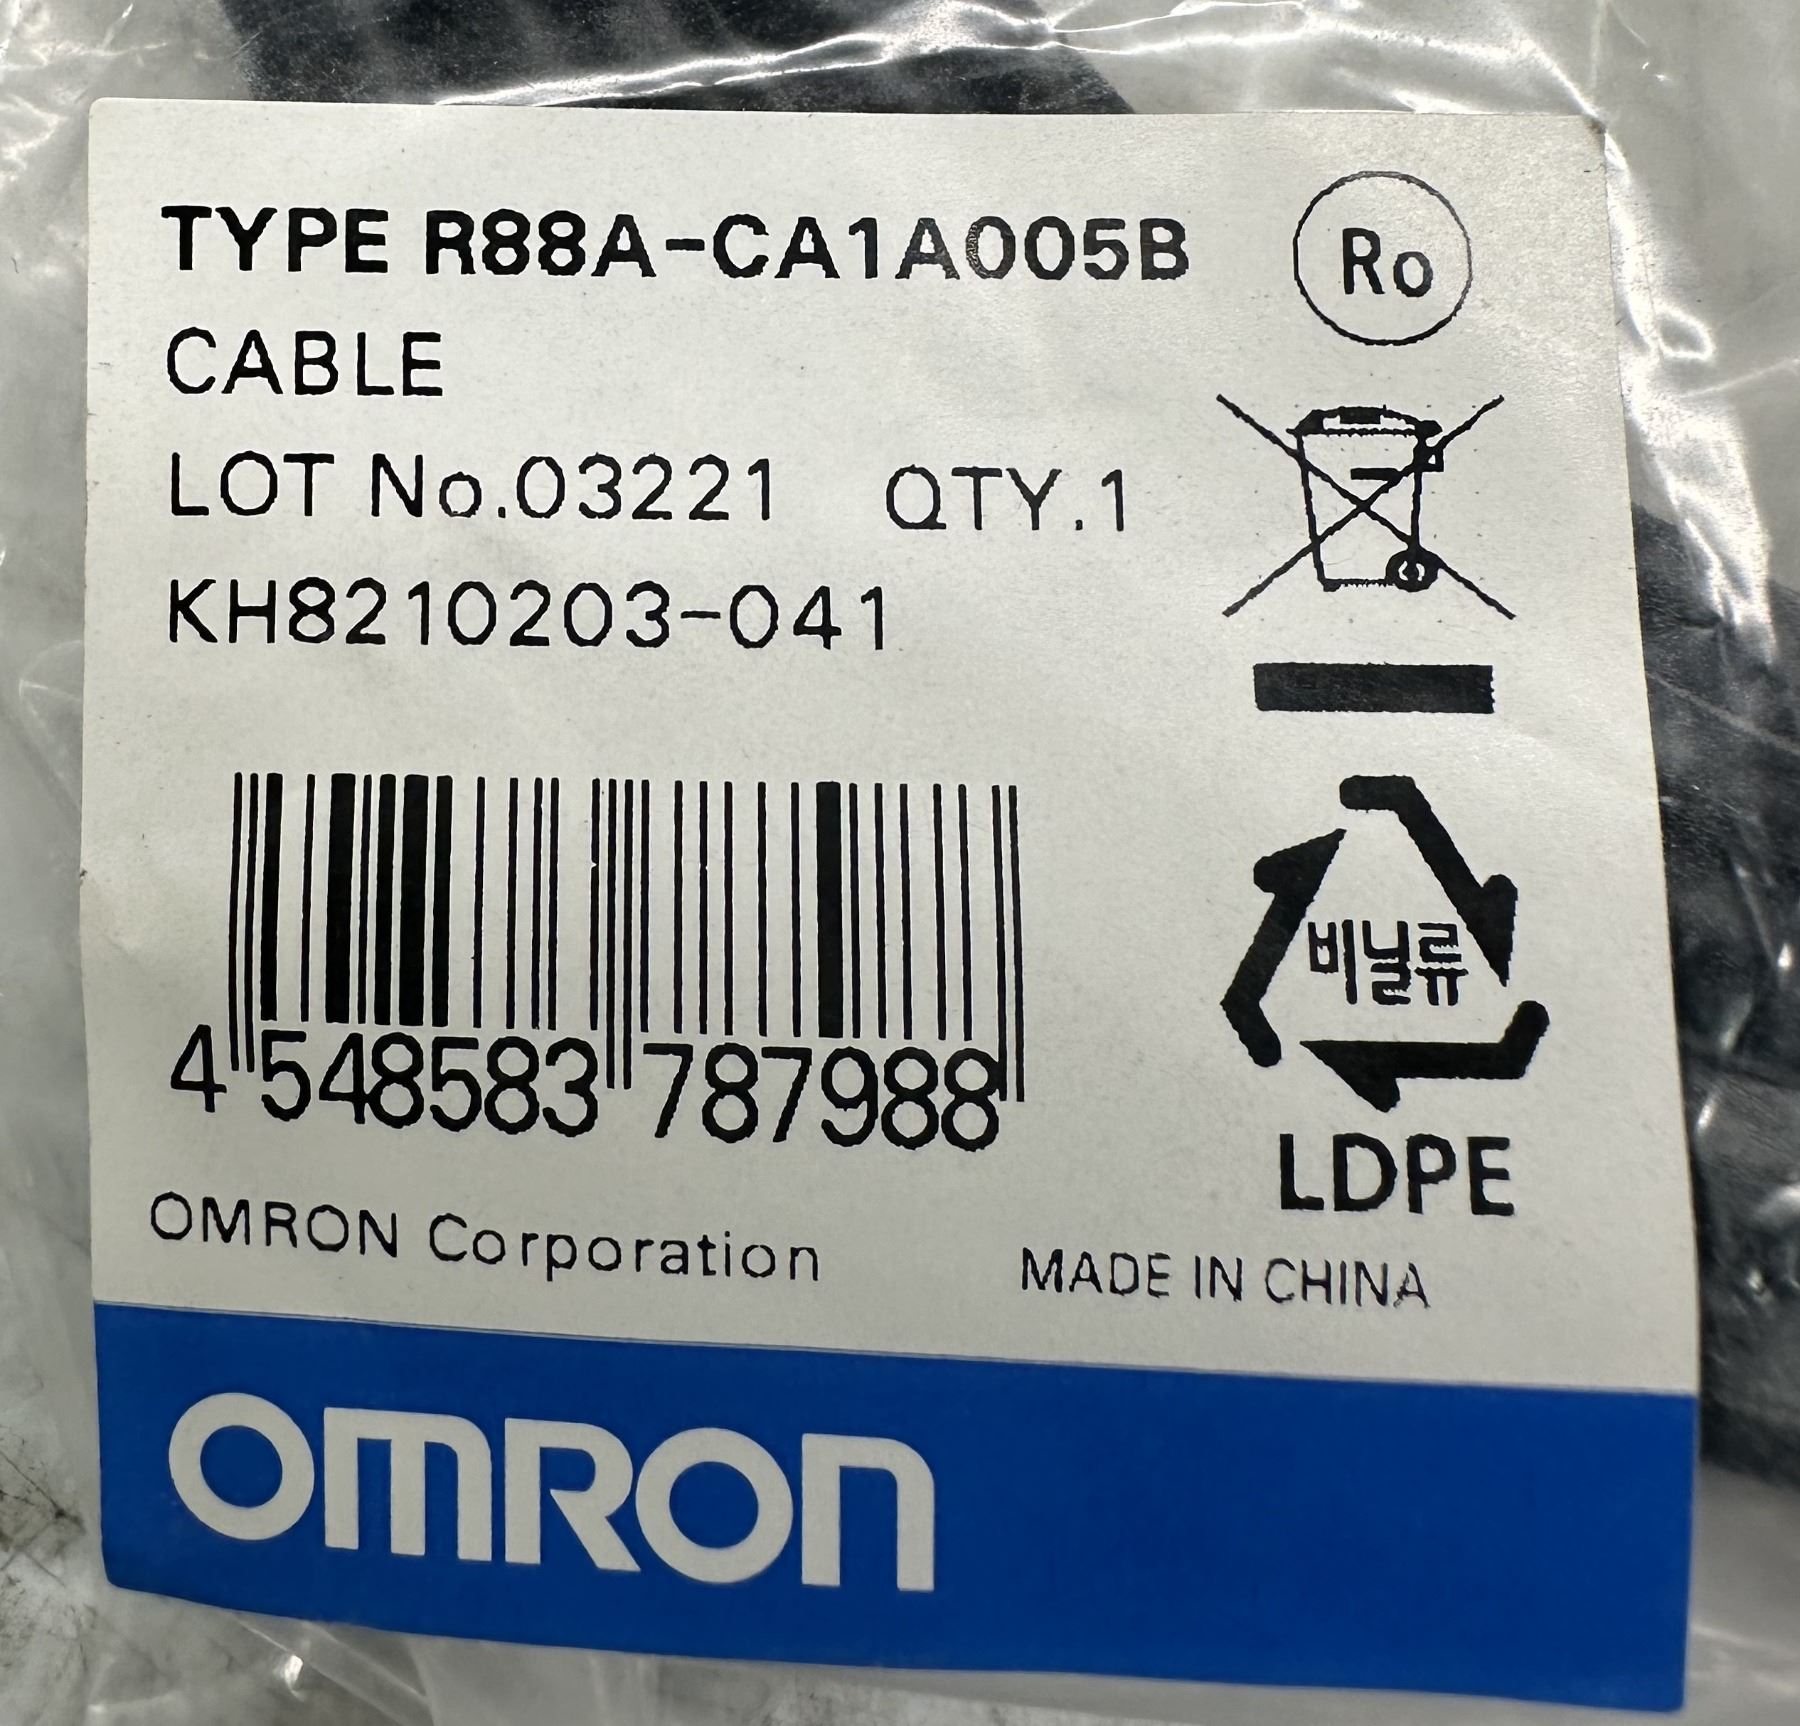 TYPE R88A-CA1A005B
Ro
CABLE
LOT No.03221 QTY.1
KH8210203-041
4 548583 787988
비닐류
LDPE
OMRON Corporation
MADE IN CHINA
OMRON